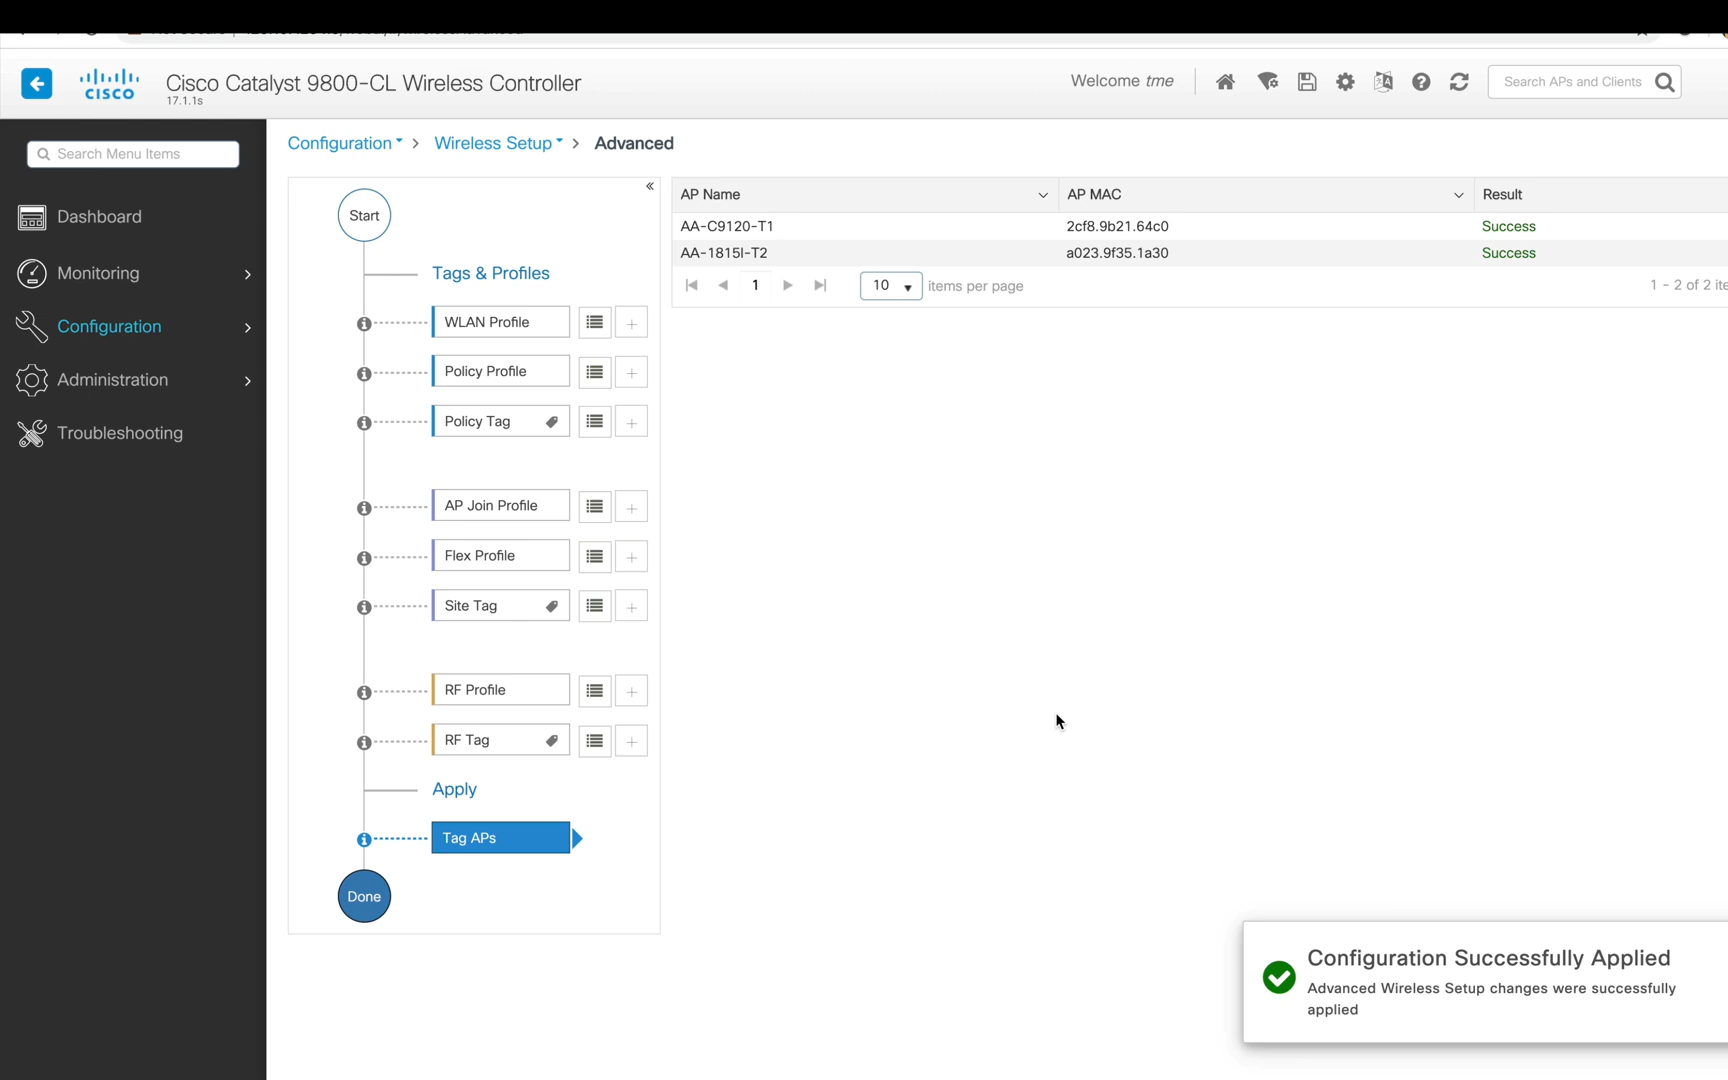 CISCO
Cisco Catalyst 9800-CL Wireless Controller
17.1.1s
Welcome tme
Search APs and Clients
Search Menu Items
Dashboard
Monitoring
Configuration
Administration
Troubleshooting
Configuration > Wireless Setup > Advanced
Start
Tags & Profiles
WLAN Profile
Policy Profile
Policy Tag
AP Join Profile
Flex Profile
Site Tag
RF Profile
RF Tag
Apply
Tag APs
Done
AP Name AP MAC Result
AA-C9120-T1 2cf8.9b21.64c0 Success
AA-1815I-T2 a023.9f35.1a30 Success
1 10 items per page 1 - 2 of 2 ite
Configuration Successfully Applied
Advanced Wireless Setup changes were successfully
applied